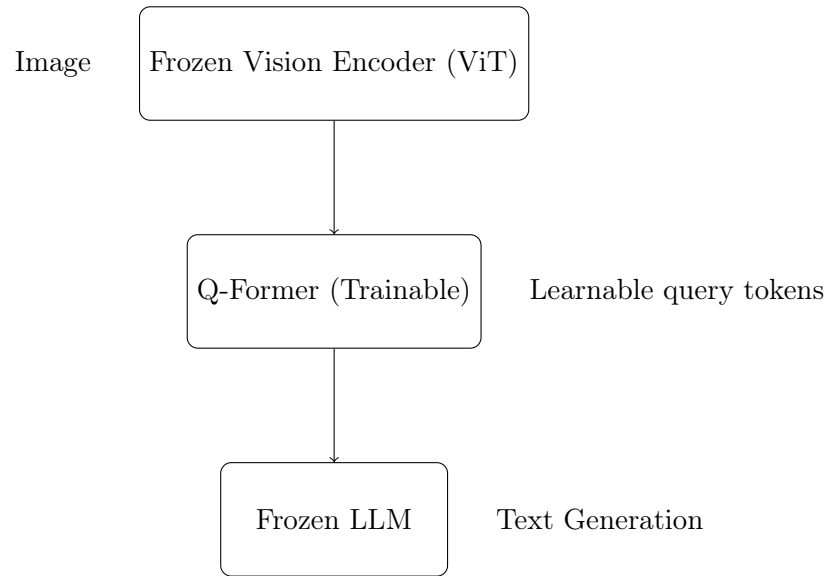 Image
Frozen Vision Encoder (ViT)
Q-Former (Trainable)
Learnable query tokens
Frozen LLM
Text Generation